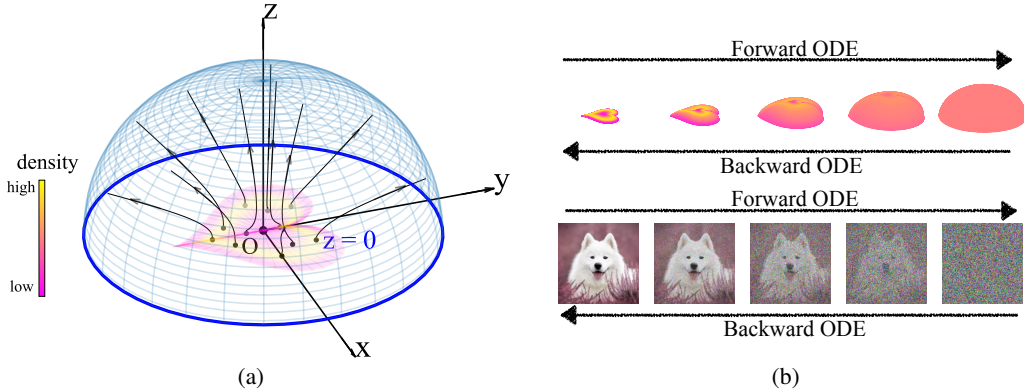 z
y
x
O
z = 0
density
high
low
(a)
Forward ODE
Backward ODE
Forward ODE
Backward ODE
(b)